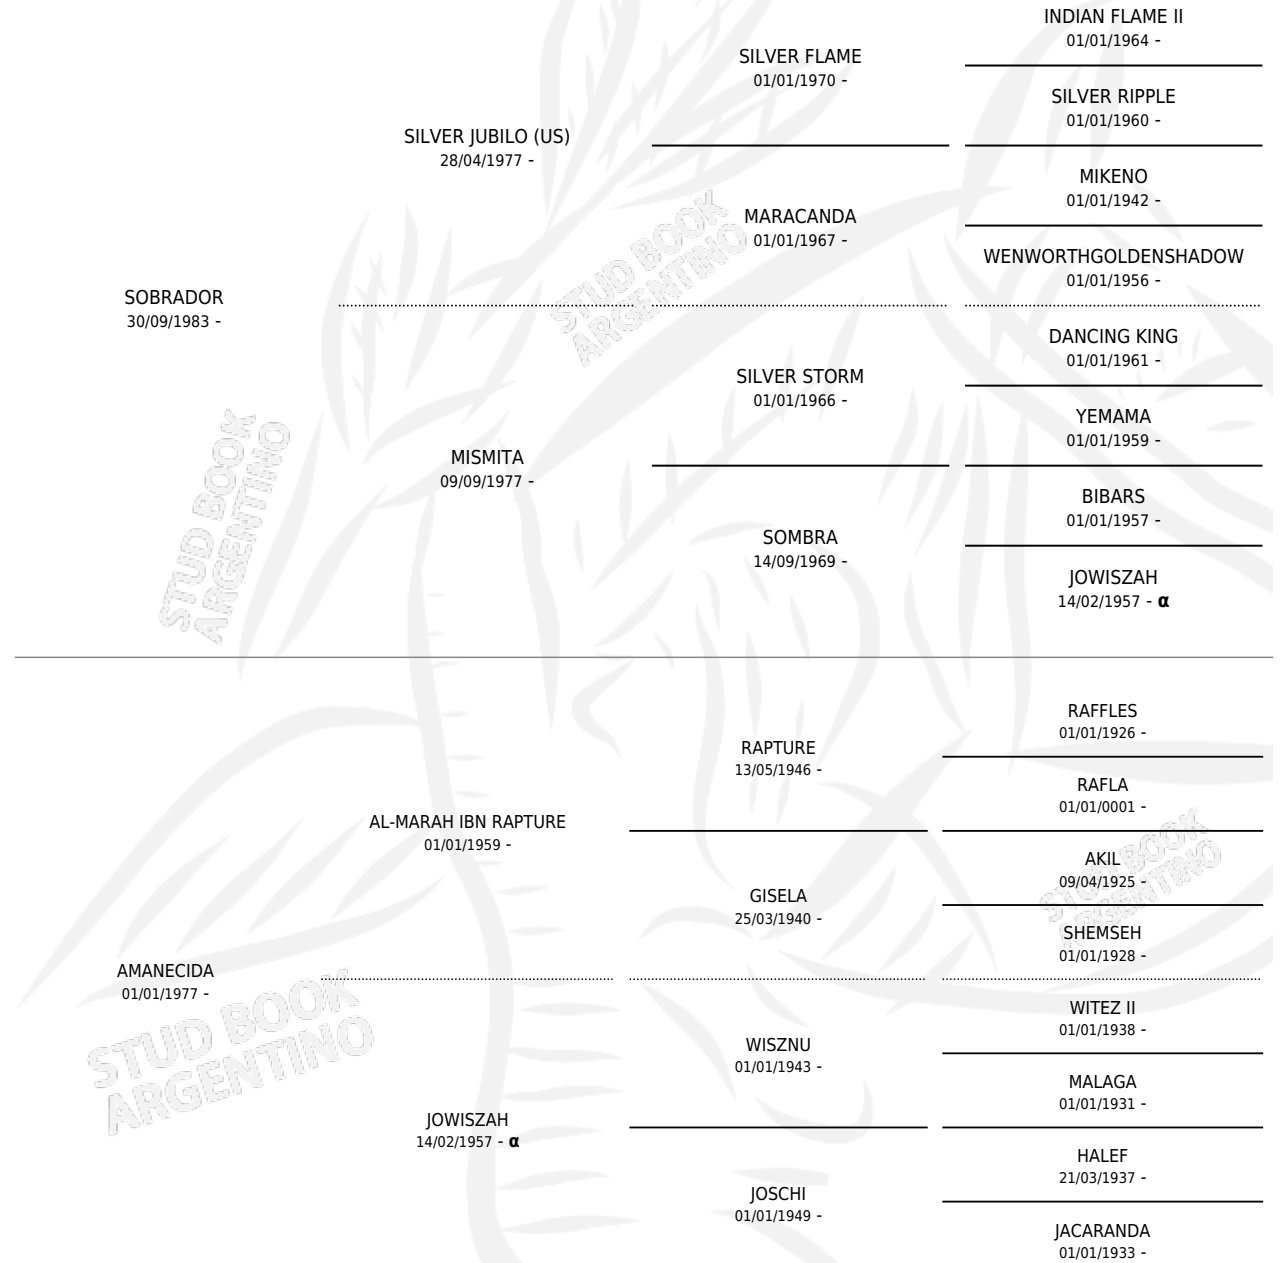 INDIAN FLAME II
01/01/1964 -
SILVER FLAME
01/01/1970 -
SILVER RIPPLE
01/01/1960 -
SILVER JUBILO (US)
28/04/1977 -
MIKENO
01/01/1942 -
MARACANDA
01/01/1967 -
WENWORTHGOLDENSHADOW
01/01/1956 -
SOBRADOR
30/09/1983 -
STUD BOOK
ARGENTINO
DANCING KING
01/01/1961 -
SILVER STORM
01/01/1966 -
YEMAMA
01/01/1959 -
MISMITA
09/09/1977 -
BIBARS
01/01/1957 -
SOMBRA
14/09/1969 -
JOWISZAH
14/02/1957 - α
STUD BOOK
ARGENTINO
RAFFLES
01/01/1926 -
RAPTURE
13/05/1946 -
RAFLA
01/01/0001 -
AL-MARAH IBN RAPTURE
01/01/1959 -
AKIL
09/04/1925 -
GISELA
25/03/1940 -
SHEMSEH
01/01/1928 -
STUD BOOK
ARGENTINO
AMANECIDA
01/01/1977 -
STUD BOOK
ARGENTINO
WITEZ II
01/01/1938 -
WISZNU
01/01/1943 -
MALAGA
01/01/1931 -
JOWISZAH
14/02/1957 - α
HALEF
21/03/1937 -
JOSCHI
01/01/1949 -
JACARANDA
01/01/1933 -